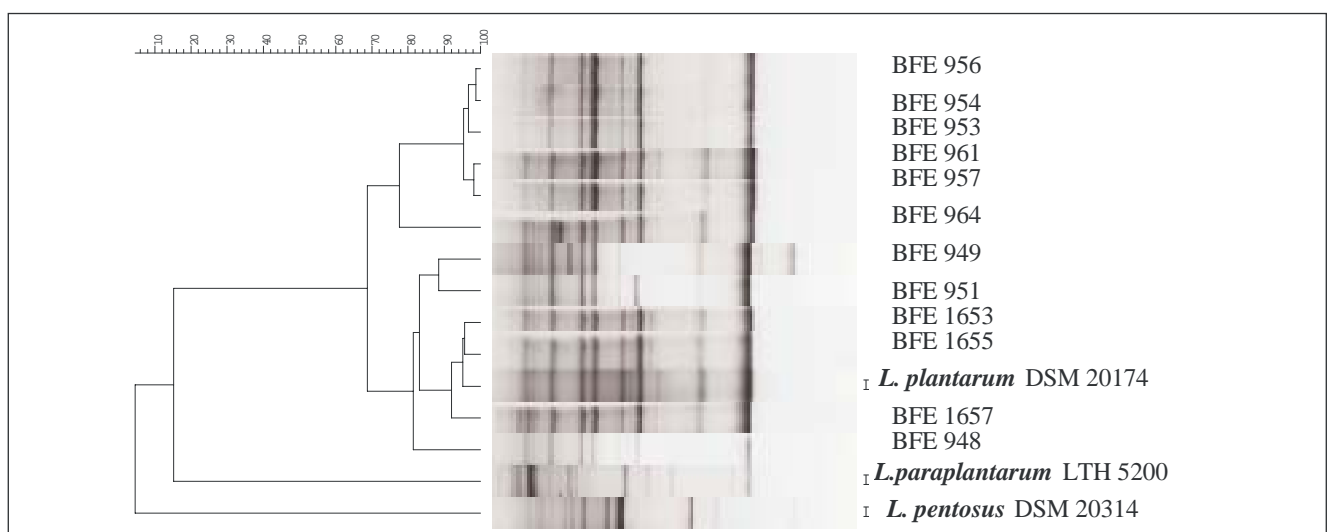 10 20 30 40 50 60 70 80 90 100
BFE 956
BFE 954
BFE 953
BFE 961
BFE 957
BFE 964
BFE 949
BFE 951
BFE 1653
BFE 1655
L. plantarum DSM 20174
BFE 1657
BFE 948
L.paraplantarum LTH 5200
L. pentosus DSM 20314